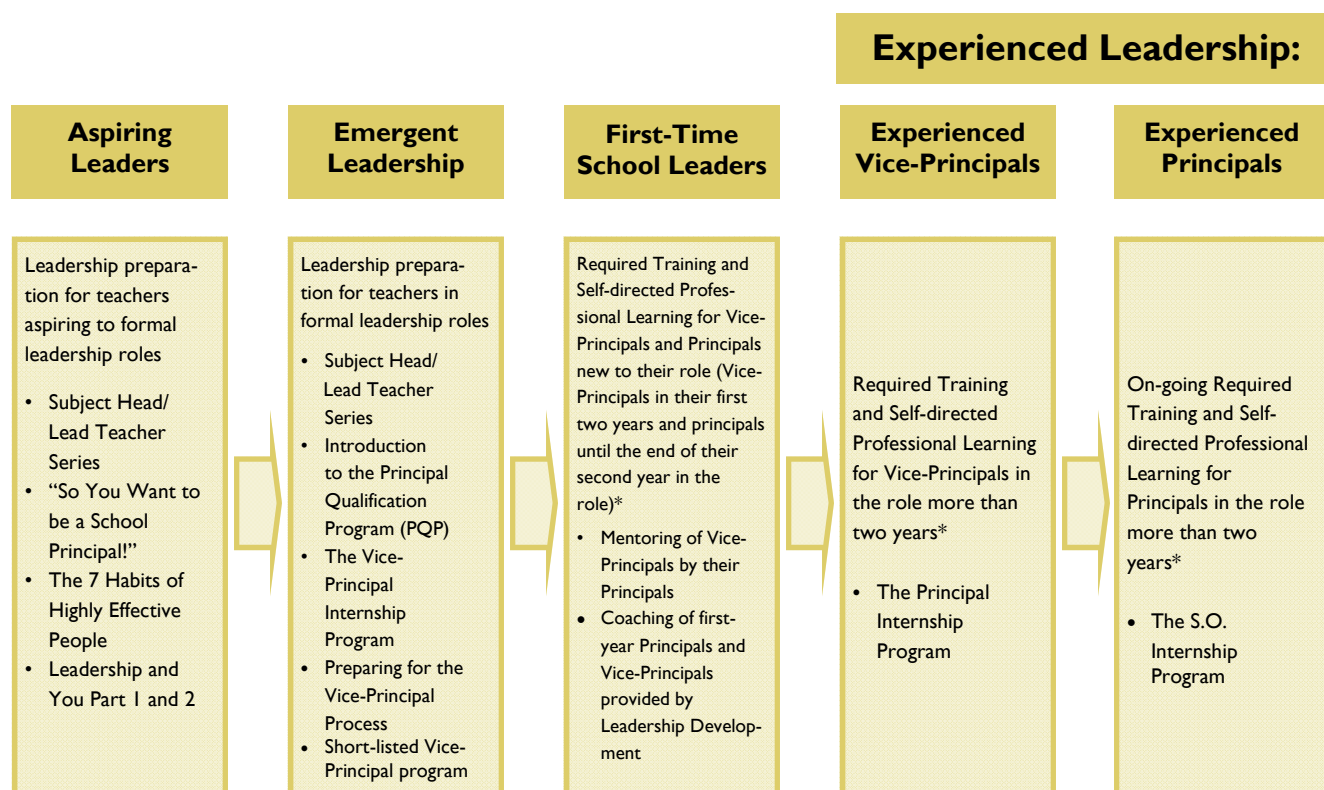 Experienced Leadership:
Aspiring
Leaders
Leadership prepara-
tion for teachers
aspiring to formal
leadership roles
• Subject Head/
Lead Teacher
Series
• “So You Want to
be a School
Principal!”
• The 7 Habits of
Highly Effective
People
• Leadership and
You Part 1 and 2
Emergent
Leadership
Leadership prepara-
tion for teachers in
formal leadership roles
• Subject Head/
Lead Teacher
Series
• Introduction
to the Principal
Qualification
Program (PQP)
• The Vice-
Principal
Internship
Program
• Preparing for the
Vice-Principal
Process
• Short-listed Vice-
Principal program
First-Time
School Leaders
Required Training and
Self-directed Profes-
sional Learning for Vice-
Principals and Principals
new to their role (Vice-
Principals in their first
two years and principals
until the end of their
second year in the
role)*
• Mentoring of Vice-
Principals by their
Principals
• Coaching of first-
year Principals and
Vice-Principals
provided by
Leadership Develop-
ment
Experienced
Vice-Principals
Required Training
and Self-directed
Professional Learning
for Vice-Principals in
the role more than
two years*
• The Principal
Internship
Program
Experienced
Principals
On-going Required
Training and Self-
directed Professional
Learning for
Principals in the role
more than two
years*
• The S.O.
Internship
Program